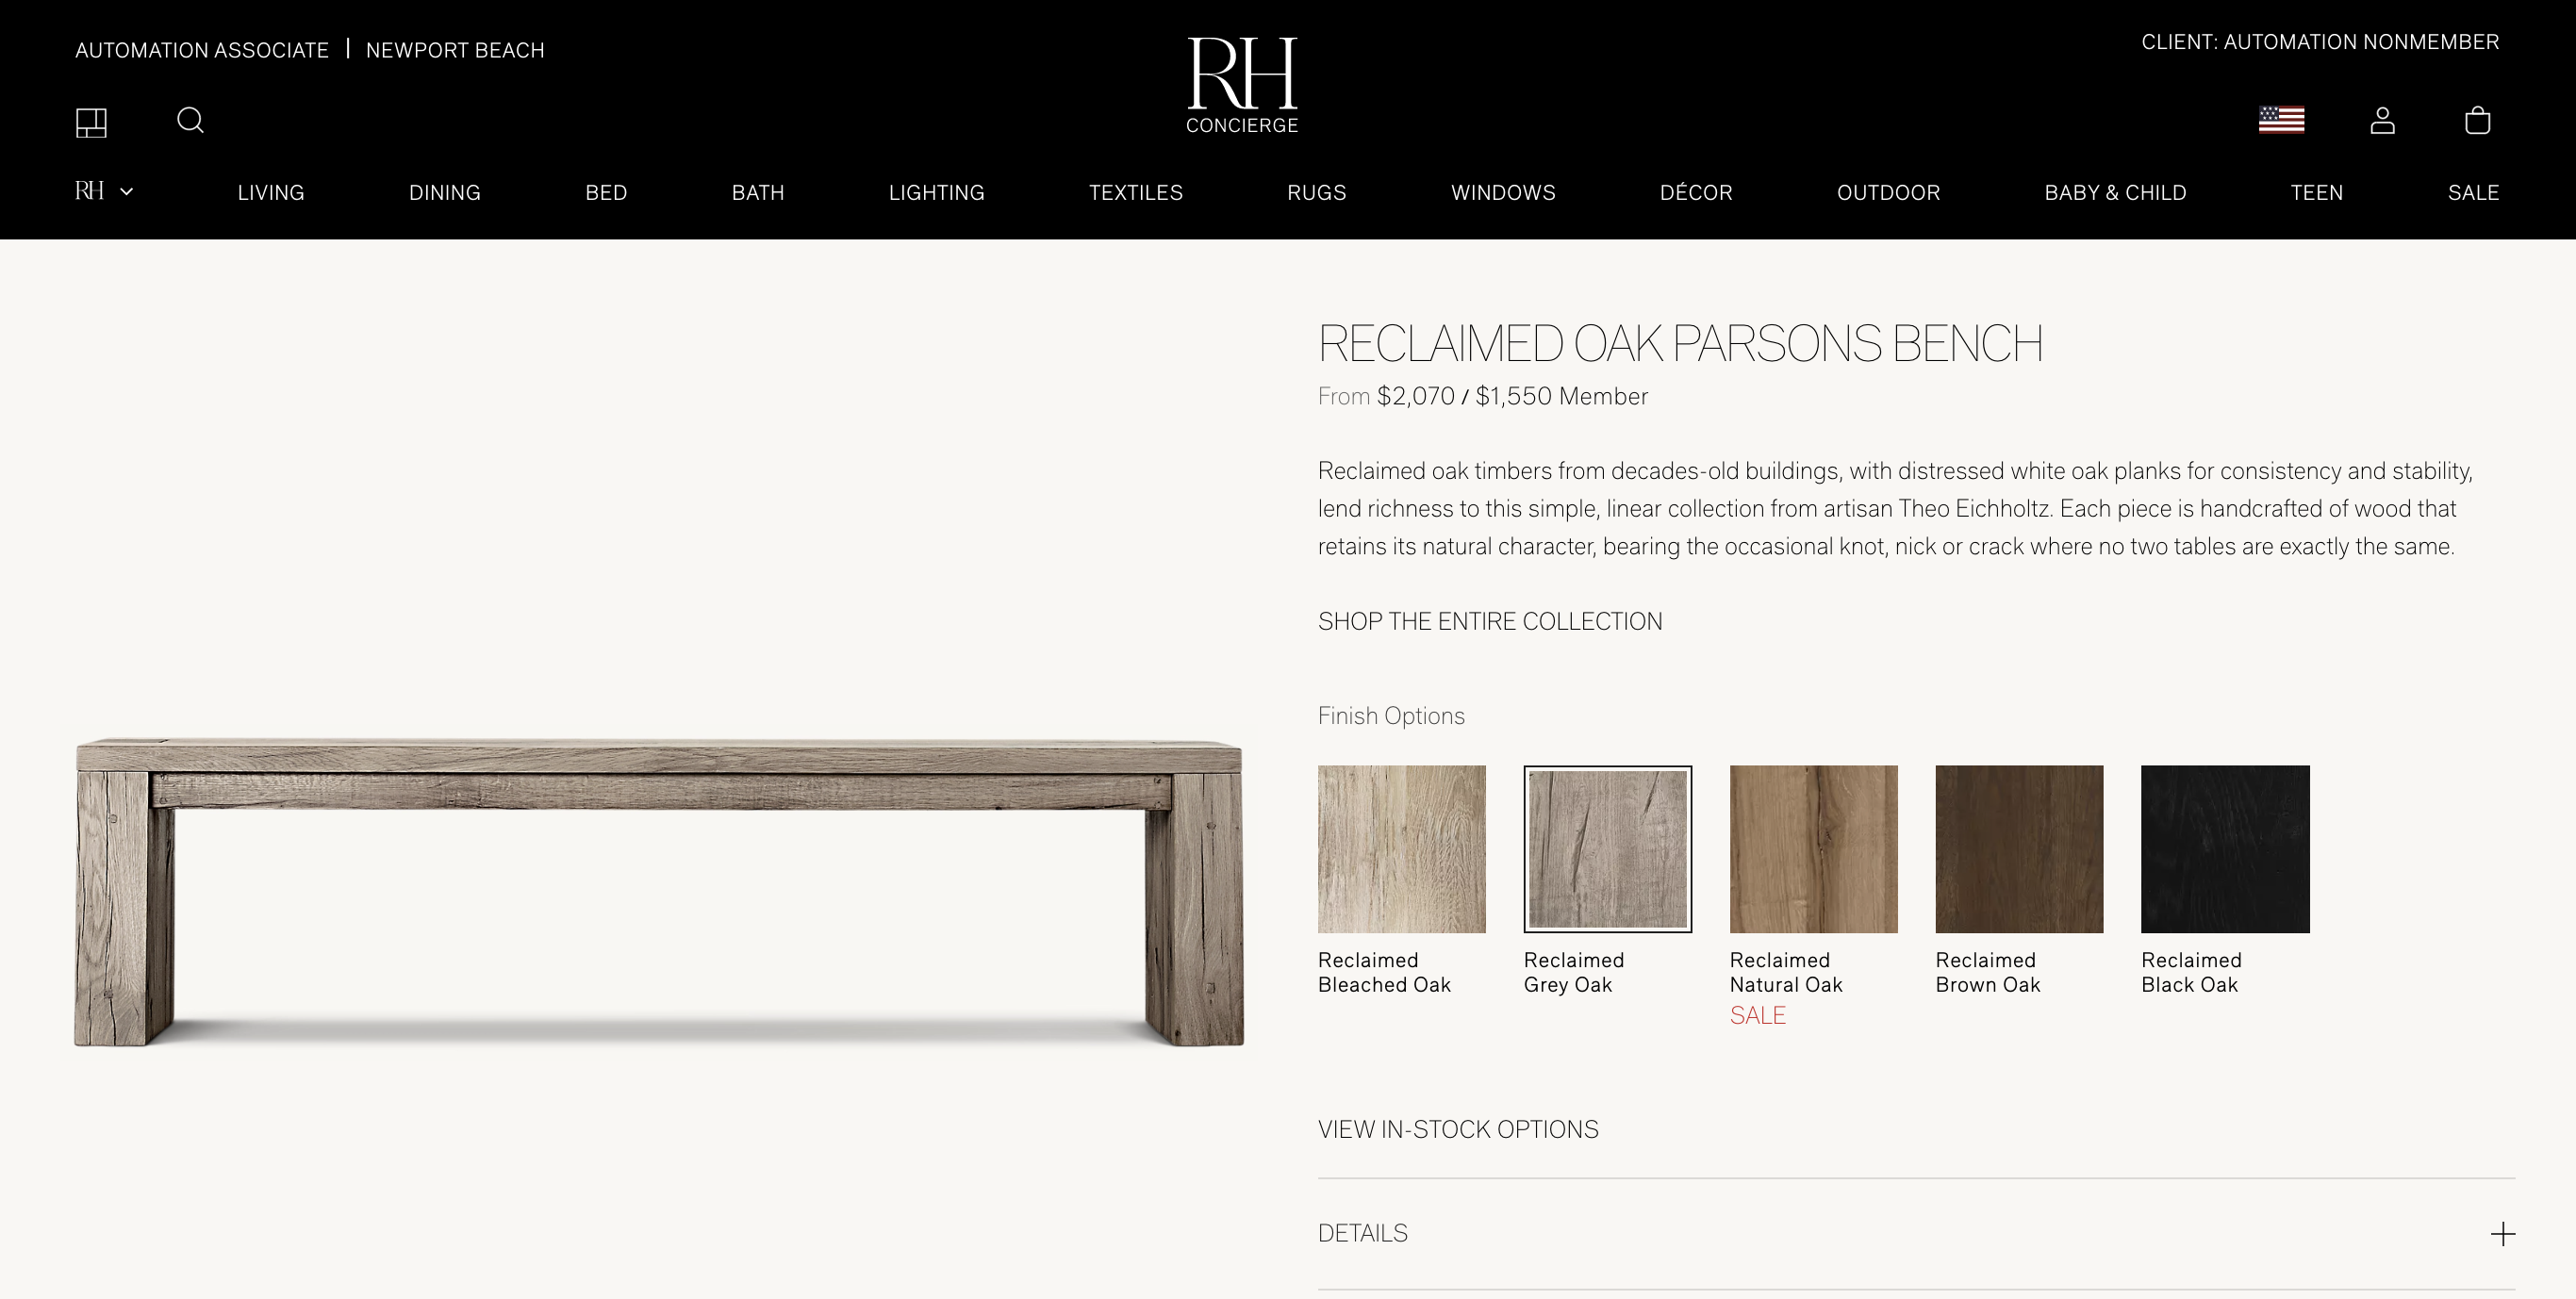 AUTOMATION ASSOCIATE | NEWPORT BEACH
RH
CONCIERGE
CLIENT: AUTOMATION NONMEMBER
RH
LIVING
DINING
BED
BATH
LIGHTING
TEXTILES
RUGS
WINDOWS
DÉCOR
OUTDOOR
BABY & CHILD
TEEN
SALE
RECLAIMED OAK PARSONS BENCH
From $2,070 / $1,550 Member
Reclaimed oak timbers from decades-old buildings, with distressed white oak planks for consistency and stability,
lend richness to this simple, linear collection from artisan Theo Eichholtz. Each piece is handcrafted of wood that
retains its natural character, bearing the occasional knot, nick or crack where no two tables are exactly the same.
SHOP THE ENTIRE COLLECTION
Finish Options
Reclaimed
Bleached Oak
Reclaimed
Grey Oak
Reclaimed
Natural Oak
SALE
Reclaimed
Brown Oak
Reclaimed
Black Oak
VIEW IN-STOCK OPTIONS
DETAILS